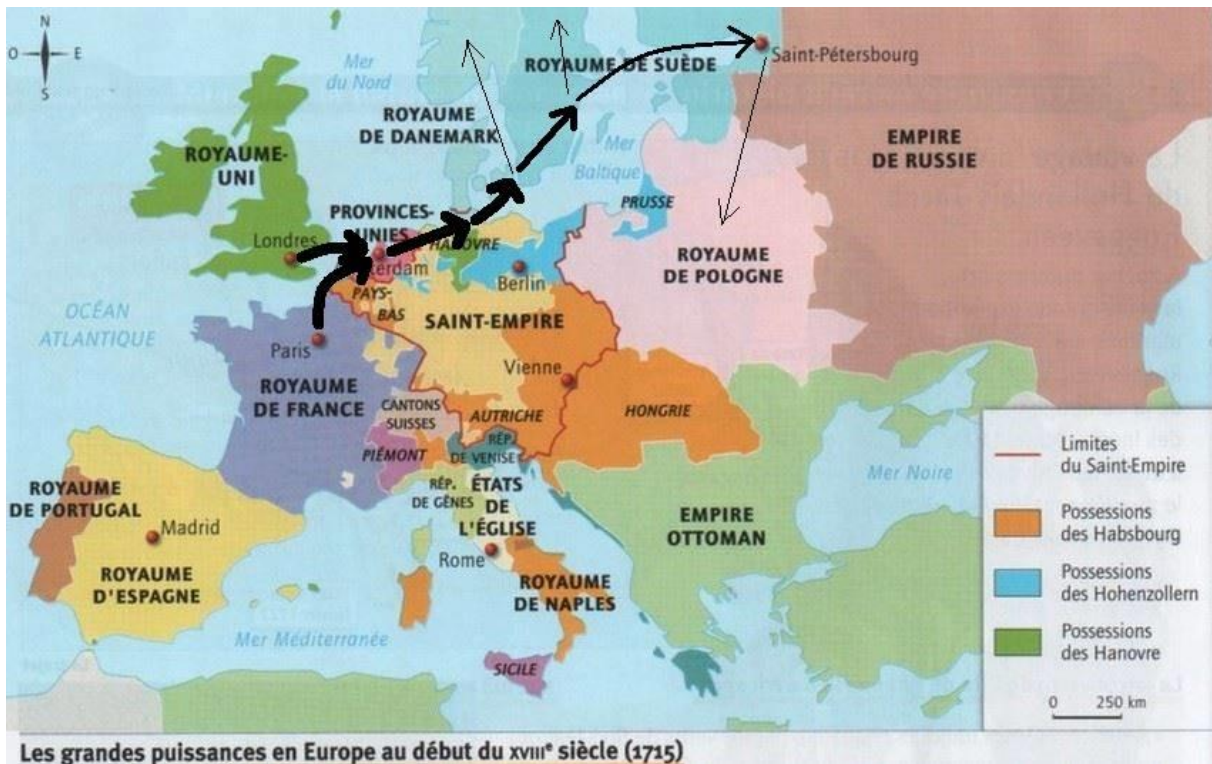 N
O
E
S
Mer
du Nord
ROYAUME DE SUÈDE
Saint-Pétersbourg
ROYAUME
DE DANEMARK
ROYAUME-
UNI
Mer
Baltique
EMPIRE
DE RUSSIE
PRUSSE
PROVINCES-
UNIES
HANOVRE
Londres
terdam
Berlin
ROYAUME
DE POLOGNE
OCÉAN
ATLANTIQUE
PAYS-
BAS
SAINT-EMPIRE
Paris
Vienne
ROYAUME
DE FRANCE
CANTONS
SUISSES
AUTRICHE
HONGRIE
PIÉMONT
RÉP.
DE VENISE
RÉP.
DE GÊNES
ÉTATS
DE
L'ÉGLISE
Mer Noire
ROYAUME
DE PORTUGAL
Madrid
ROYAUME
D'ESPAGNE
Rome
EMPIRE
OTTOMAN
ROYAUME
DE NAPLES
Mer Méditerranée
SICILE
Limites
du Saint-Empire
Possessions
des Habsbourg
Possessions
des Hohenzollern
Possessions
des Hanovre
0 250 km
Les grandes puissances en Europe au début du XVIIIe siècle (1715)